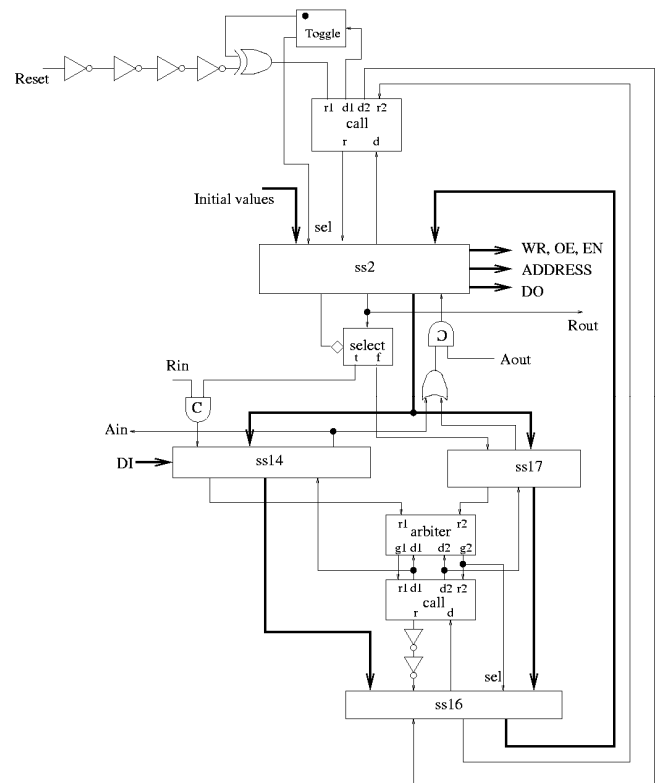 Toggle
Reset
r1 d1 d2 r2
call
r d
Initial values
sel
ss2
WR, OE, EN
ADDRESS
DO
Rout
select
t f
C
Aout
Rin
C
Ain
DI
ss14
ss17
r1 r2
arbiter
g1 d1 d2 g2
r1 d1 d2 r2
call
r d
sel
ss16